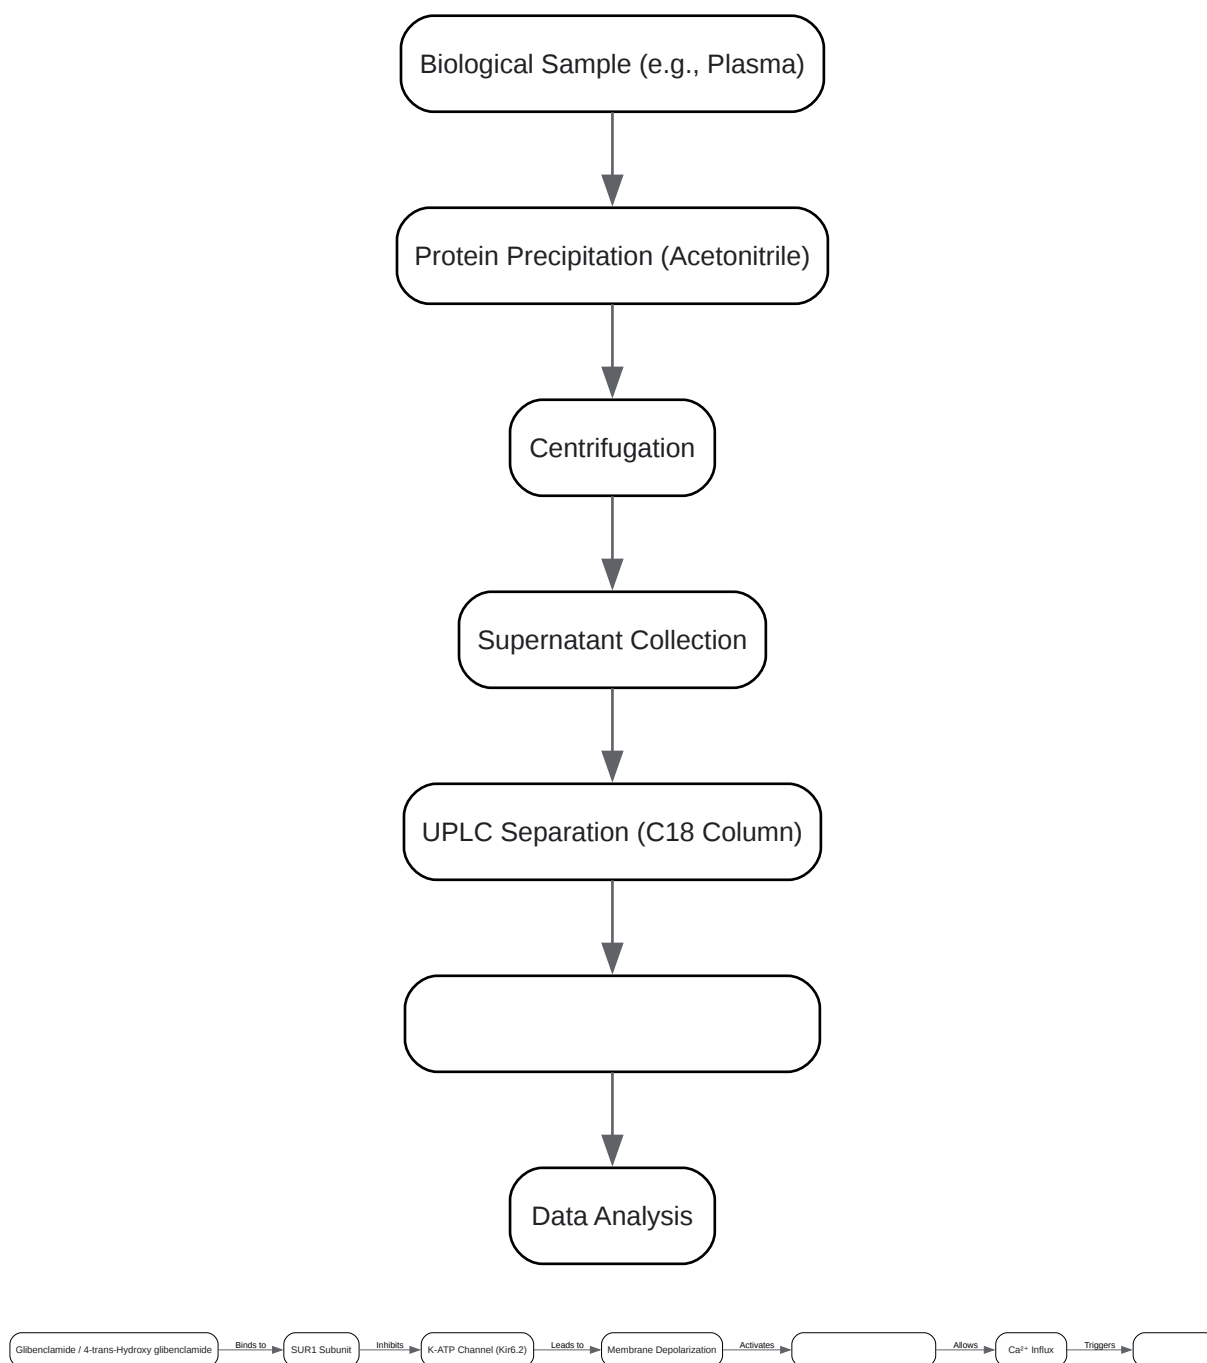 Biological Sample (e.g., Plasma)
Protein Precipitation (Acetonitrile)
Centrifugation
Supernatant Collection
UPLC Separation (C18 Column)
Data Analysis
Glibenclamide / 4-trans-Hydroxy glibenclamide
Binds to
SUR1 Subunit
Inhibits
K-ATP Channel (Kir6.2)
Leads to
Membrane Depolarization
Activates
Allows
Ca²⁺ Influx
Triggers